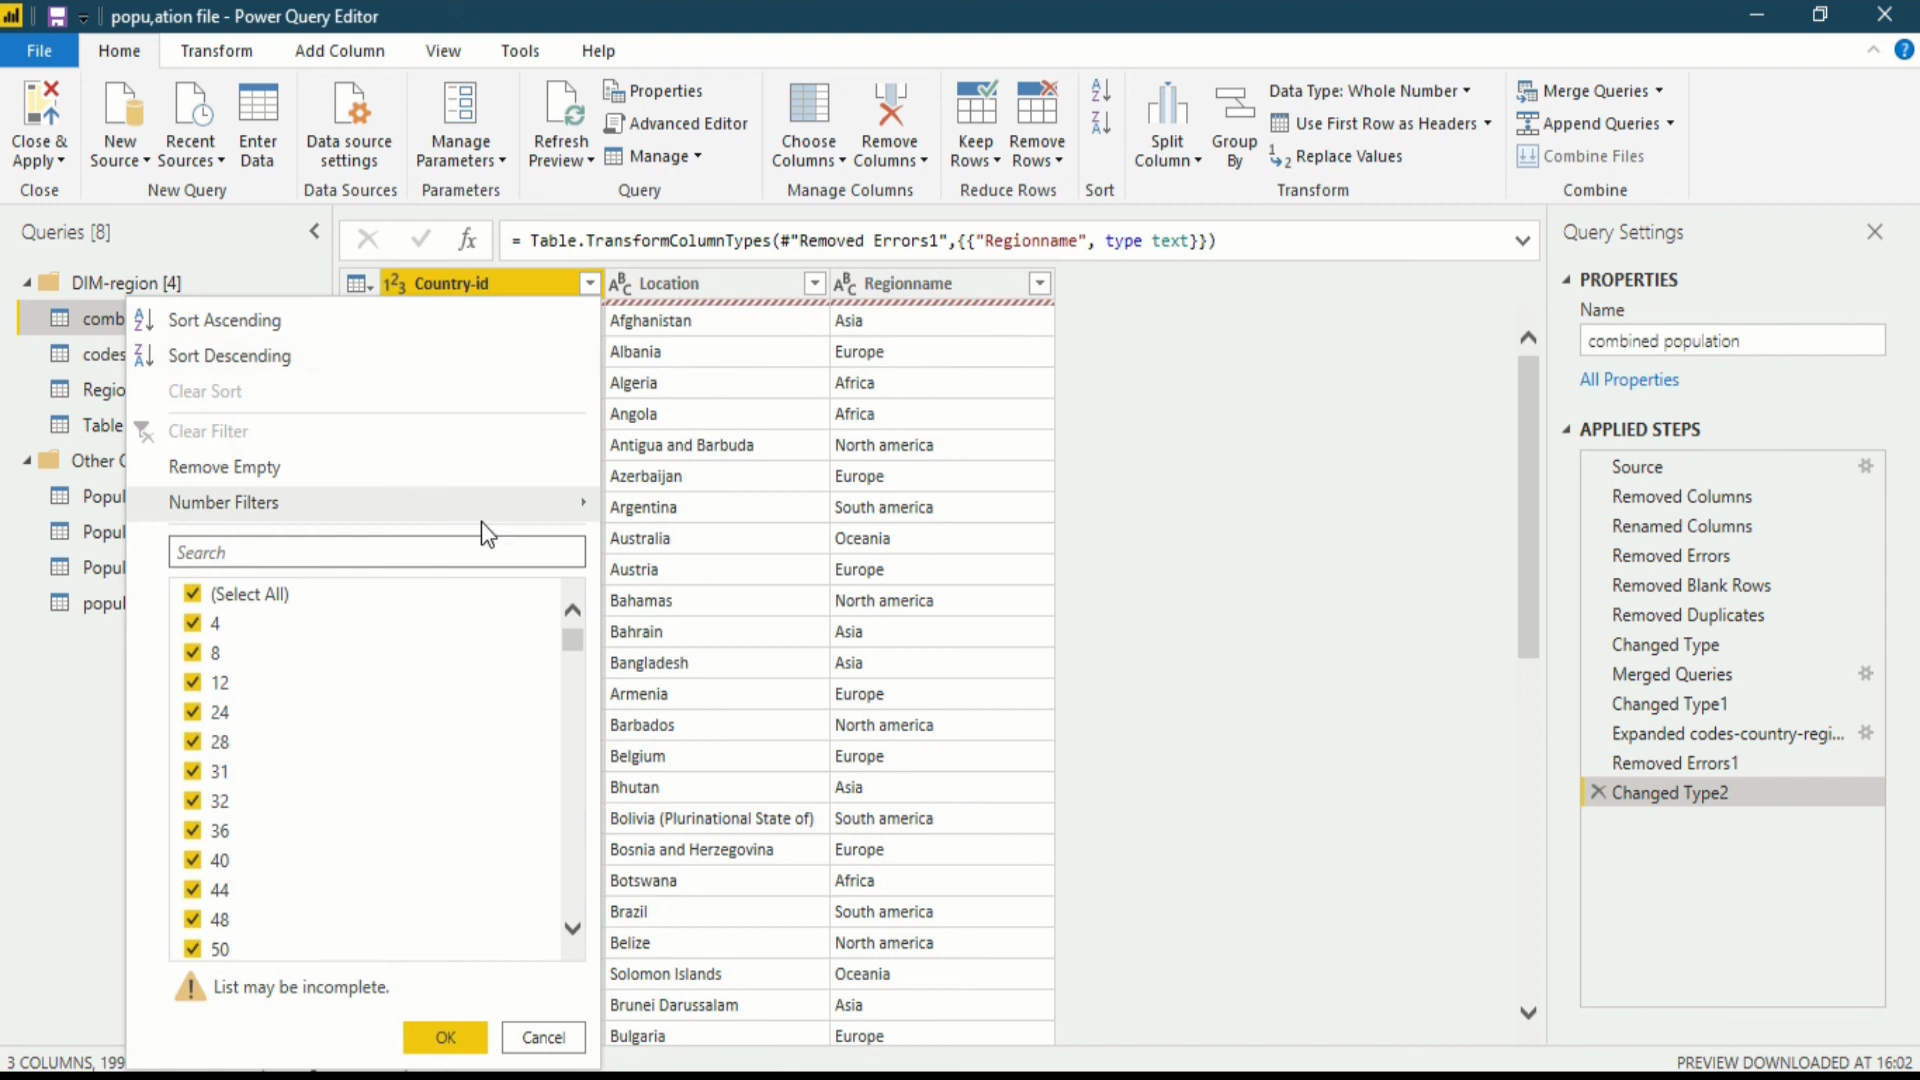 popu,ation file - Power Query Editor
File Home Transform Add Column View Tools Help
Close & Apply
Close
New Source
Recent Sources
Enter Data
New Query
Data source settings
Data Sources
Manage Parameters
Parameters
Refresh Preview
Properties
Advanced Editor
Manage
Query
Choose Columns
Remove Columns
Manage Columns
Keep Rows
Remove Rows
Reduce Rows
Sort
Split Column
Group By
Data Type: Whole Number
Use First Row as Headers
Replace Values
Transform
Merge Queries
Append Queries
Combine Files
Combine
Queries [8]
DIM-region [4]
comb
codes
Regio
Table
Other
Popul
Popul
Popul
popul
= Table.TransformColumnTypes(#"Removed Errors1",{{"Regionname", type text}})
Country-id Location Regionname
Sort Ascending
Sort Descending
Clear Sort
Clear Filter
Remove Empty
Number Filters
Search
(Select All)
4
8
12
24
28
31
32
36
40
44
48
50
List may be incomplete.
OK Cancel
Afghanistan Asia
Albania Europe
Algeria Africa
Angola Africa
Antigua and Barbuda North america
Azerbaijan Europe
Argentina South america
Australia Oceania
Austria Europe
Bahamas North america
Bahrain Asia
Bangladesh Asia
Armenia Europe
Barbados North america
Belgium Europe
Bhutan Asia
Bolivia (Plurinational State of) South america
Bosnia and Herzegovina Europe
Botswana Africa
Brazil South america
Belize North america
Solomon Islands Oceania
Brunei Darussalam Asia
Bulgaria Europe
Query Settings
PROPERTIES
Name
combined population
All Properties
APPLIED STEPS
Source
Removed Columns
Renamed Columns
Removed Errors
Removed Blank Rows
Removed Duplicates
Changed Type
Merged Queries
Changed Type1
Expanded codes-country-regi...
Removed Errors1
Changed Type2
3 COLUMNS, 199
PREVIEW DOWNLOADED AT 16:02